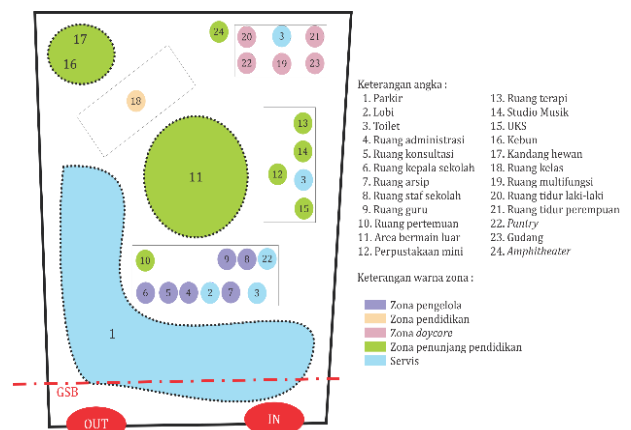 17
16
24
20
3
21
22
19
23
18
13
14
12
3
15
11
10
9
8
22
6
5
4
2
7
3
1
GSB
OUT
IN
Keterangan angka :
1. Parkir
2. Lobi
3. Toilet
4. Ruang administrasi
5. Ruang konsultasi
6. Ruang kepala sekolah
7. Ruang arsip
8. Ruang staf sekolah
9. Ruang guru
10. Ruang pertemuan
11. Area bermain luar
12. Perpustakaan mini
13. Ruang terapi
14. Studio Musik
15. UKS
16. Kebun
17. Kandang hewan
18. Ruang kelas
19. Ruang multifungsi
20. Ruang tidur laki-laki
21. Ruang tidur perempuan
22. Pantry
23. Gudang
24. Amphitheater
Keterangan warna zona :
Zona pengelola
Zona pendidikan
Zona daycare
Zona penunjang pendidikan
Servis